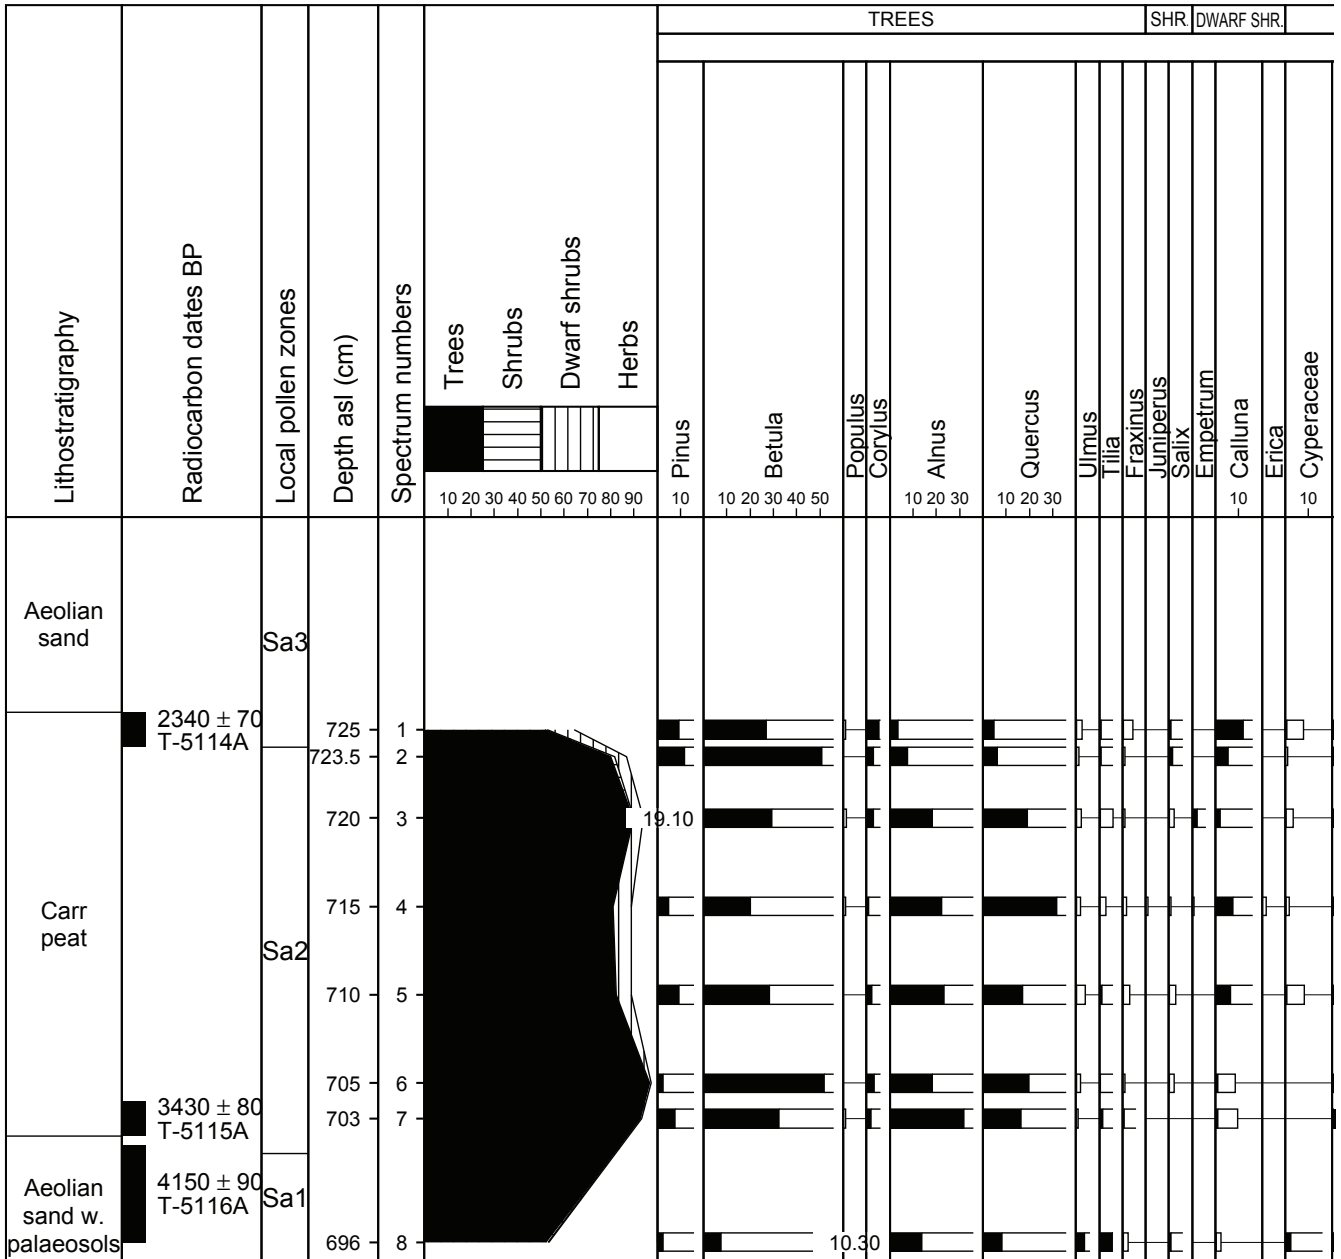 TREES
SHR.
DWARF SHR.
Lithostratigraphy
Radiocarbon dates BP
Local pollen zones
Depth asl (cm)
Spectrum numbers
Trees
Shrubs
Dwarf shrubs
Herbs
Pinus
Betula
Populus
Corylus
Alnus
Quercus
Ulmus
Tilia
Fraxinus
Juniperus
Salix
Empetrum
Calluna
Erica
Cyperaceae
10 20 30 40 50 60 70 80 90
10
10 20 30 40 50
10 20 30
10 20 30
10
10
Aeolian
sand
Sa3
2340 ± 70
T-5114A
725 1
723.5 2
720 3
19.10
Carr
peat
715 4
Sa2
710 5
705 6
3430 ± 80
T-5115A
703 7
Aeolian
sand w.
palaeosols
4150 ± 90
T-5116A
Sa1
696 8
10.30